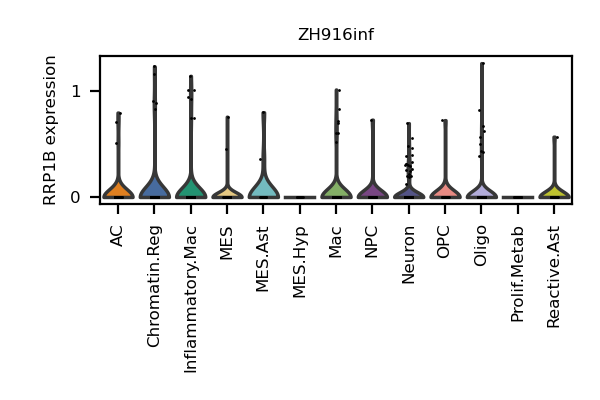 ZH916inf
RRP1B expression
1
0
AC
Chromatin.Reg
Inflammatory.Mac
MES
MES.Ast
MES.Hyp
Mac
NPC
Neuron
OPC
Oligo
Prolif.Metab
Reactive.Ast